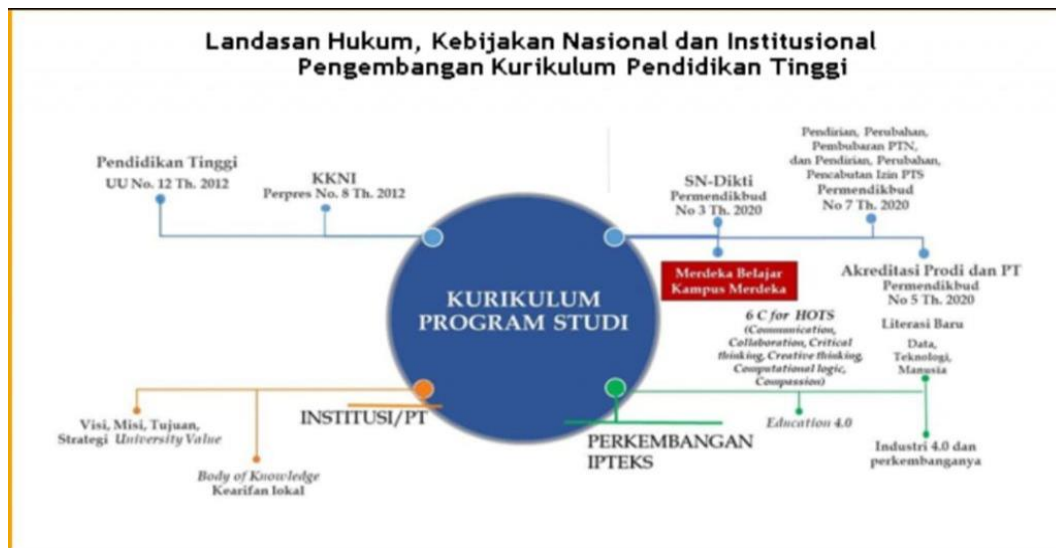 Landasan Hukum, Kebijakan Nasional dan Institusional
Pengembangan Kurikulum Pendidikan Tinggi
Pendidikan Tinggi
UU No. 12 Th. 2012
KKNI
Perpres No. 8 Th. 2012
SN-Dikti
Permendikbud
No 3 Th. 2020
Pendirian, Perubahan,
Pembubaran PTN,
dan Pendirian, Perubahan,
Pencabutan Izin PTS
Permendikbud
No 7 Th. 2020
Merdeka Belajar
Kampus Merdeka
Akreditasi Prodi dan PT
Permendikbud
No 5 Th. 2020
KURIKULUM
PROGRAM STUDI
6 C for HOTS
(Communication,
Collaboration, Critical
thinking, Creative thinking,
Computational logic,
Compassion)
Literasi Baru
Data,
Teknologi,
Manusia
INSTITUSI/PT
Visi, Misi, Tujuan,
Strategi University Value
Body of Knowledge
Kearifan lokal
PERKEMBANGAN
IPTEKS
Education 4.0
Industri 4.0 dan
perkembanganya